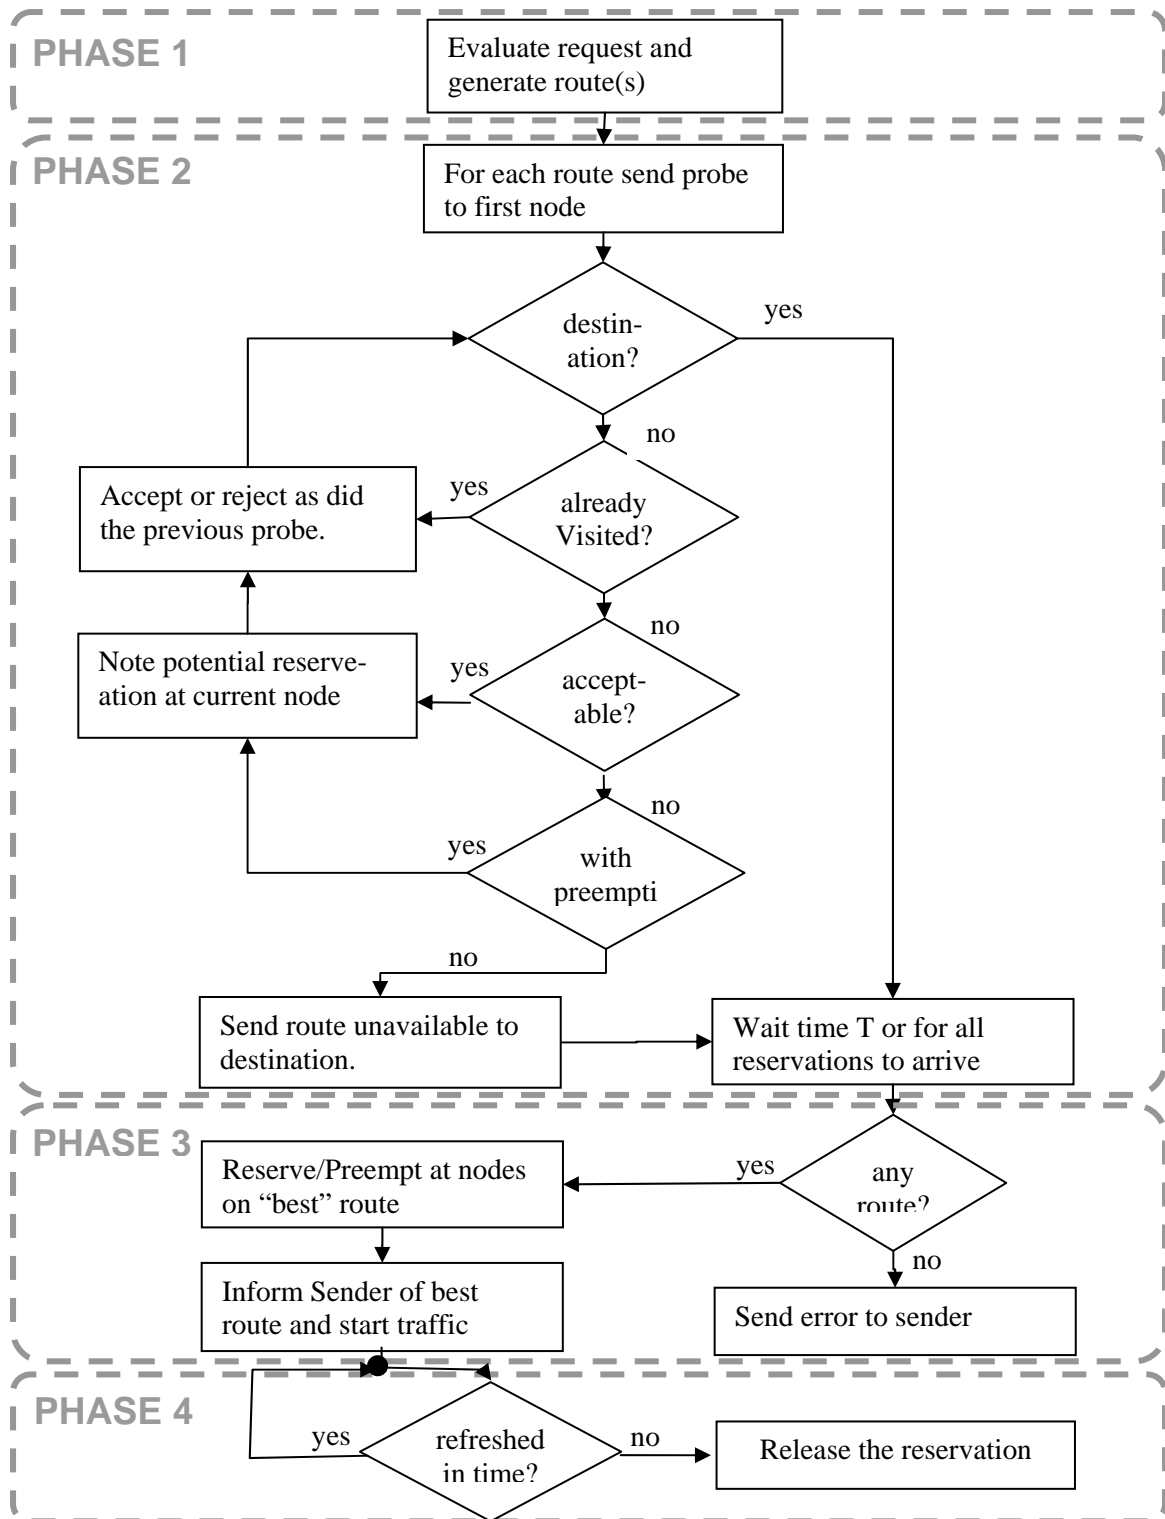 PHASE 1
Evaluate request and
generate route(s)
PHASE 2
For each route send probe
to first node
destin-
ation?
yes
no
Accept or reject as did
the previous probe.
yes
already
Visited?
no
Note potential reserve-
ation at current node
yes
accept-
able?
no
yes
with
preempti
no
Send route unavailable to
destination.
Wait time T or for all
reservations to arrive
PHASE 3
Reserve/Preempt at nodes
on “best” route
yes
any
route?
no
Inform Sender of best
route and start traffic
Send error to sender
PHASE 4
yes
refreshed
in time?
no
Release the reservation